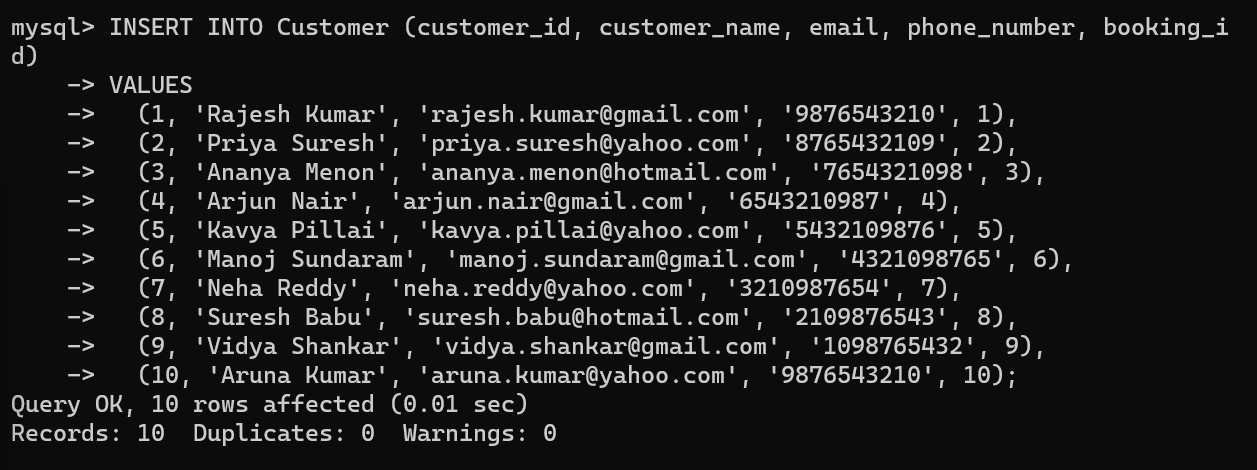 mysql> INSERT INTO Customer (customer_id, customer_name, email, phone_number, booking_i
d)
    -> VALUES
    ->   (1, 'Rajesh Kumar', 'rajesh.kumar@gmail.com', '9876543210', 1),
    ->   (2, 'Priya Suresh', 'priya.suresh@yahoo.com', '8765432109', 2),
    ->   (3, 'Ananya Menon', 'ananya.menon@hotmail.com', '7654321098', 3),
    ->   (4, 'Arjun Nair', 'arjun.nair@gmail.com', '6543210987', 4),
    ->   (5, 'Kavya Pillai', 'kavya.pillai@yahoo.com', '5432109876', 5),
    ->   (6, 'Manoj Sundaram', 'manoj.sundaram@gmail.com', '4321098765', 6),
    ->   (7, 'Neha Reddy', 'neha.reddy@yahoo.com', '3210987654', 7),
    ->   (8, 'Suresh Babu', 'suresh.babu@hotmail.com', '2109876543', 8),
    ->   (9, 'Vidya Shankar', 'vidya.shankar@gmail.com', '1098765432', 9),
    ->   (10, 'Aruna Kumar', 'aruna.kumar@yahoo.com', '9876543210', 10);
Query OK, 10 rows affected (0.01 sec)
Records: 10  Duplicates: 0  Warnings: 0